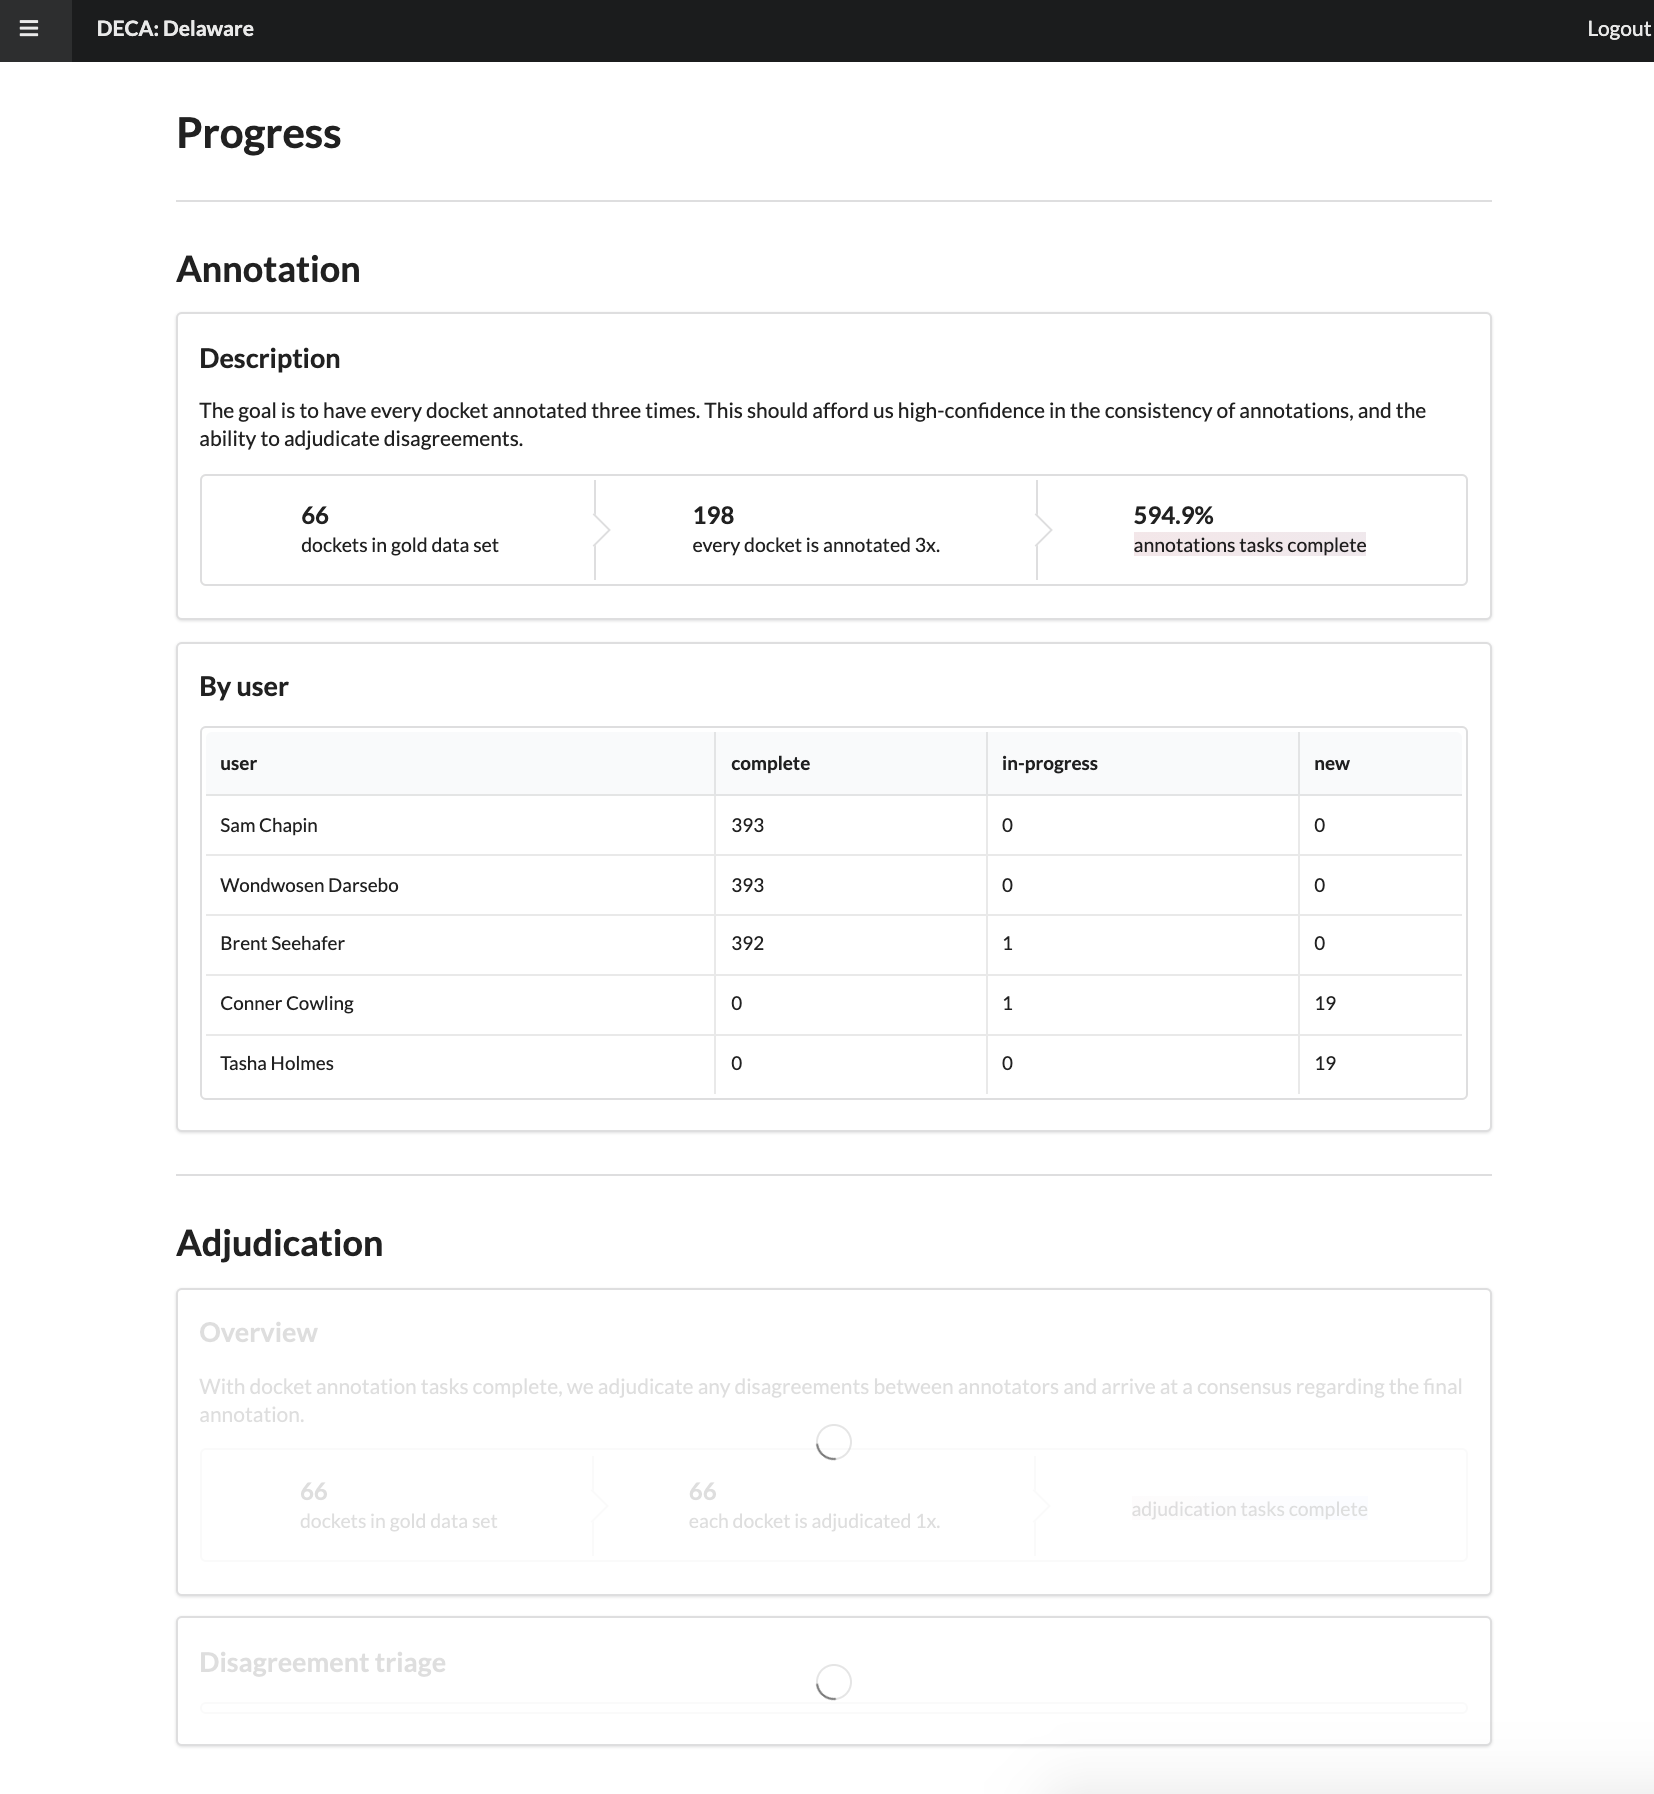 DECA: Delaware
Logout
Progress
Annotation
Description
The goal is to have every docket annotated three times. This should afford us high-confidence in the consistency of annotations, and the
ability to adjudicate disagreements.
66
dockets in gold data set
198
every docket is annotated 3x.
594.9%
annotations tasks complete
By user
user complete in-progress new
Sam Chapin 393 0 0
Wondwosen Darsebo 393 0 0
Brent Seehafer 392 1 0
Conner Cowling 0 1 19
Tasha Holmes 0 0 19
Adjudication
Overview
With docket annotation tasks complete, we adjudicate any disagreements between annotators and arrive at a consensus regarding the final
annotation.
66
dockets in gold data set
66
each docket is adjudicated 1x.
adjudication tasks complete
Disagreement triage